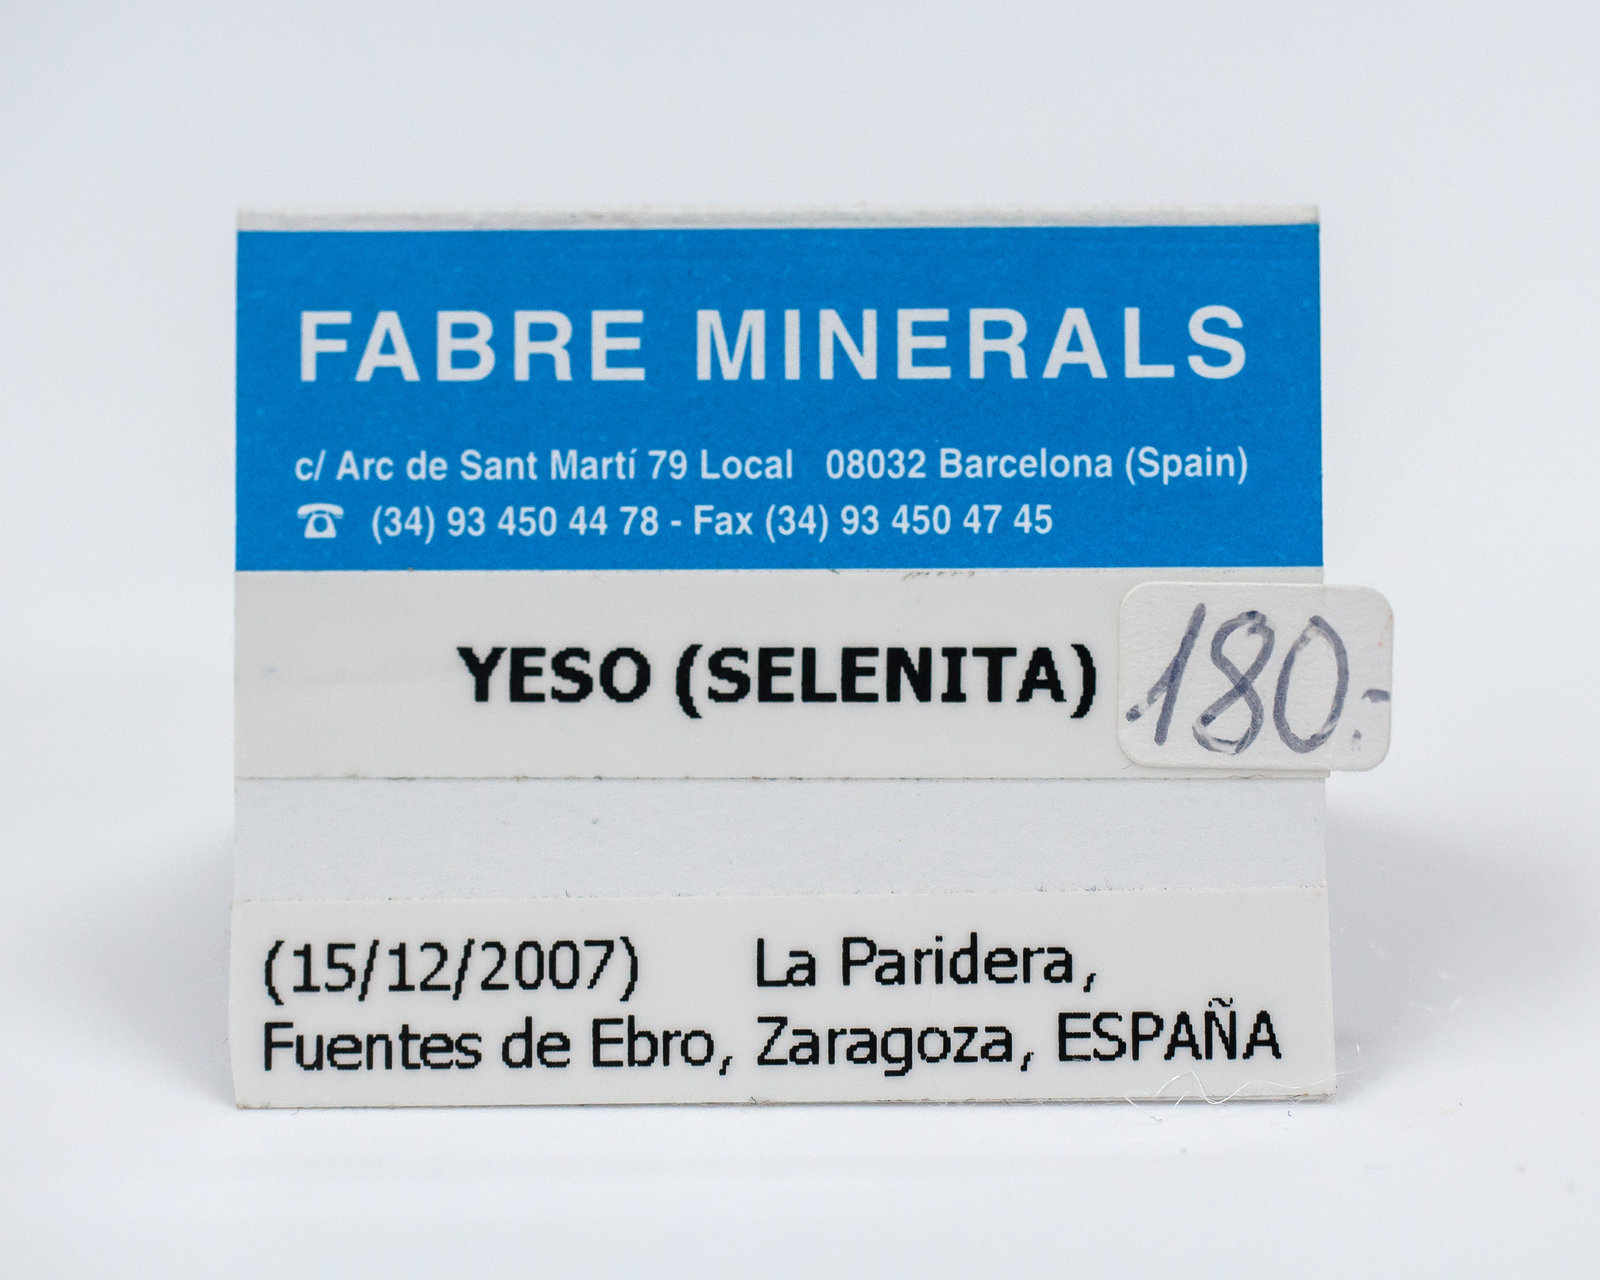 FABRE MINERALS
c/ Arc de Sant Martí 79 Local 08032 Barcelona (Spain)
☎ (34) 93 450 44 78 - Fax (34) 93 450 47 45
YESO (SELENITA)
180.-
(15/12/2007) La Paridera,
Fuentes de Ebro, Zaragoza, ESPAÑA